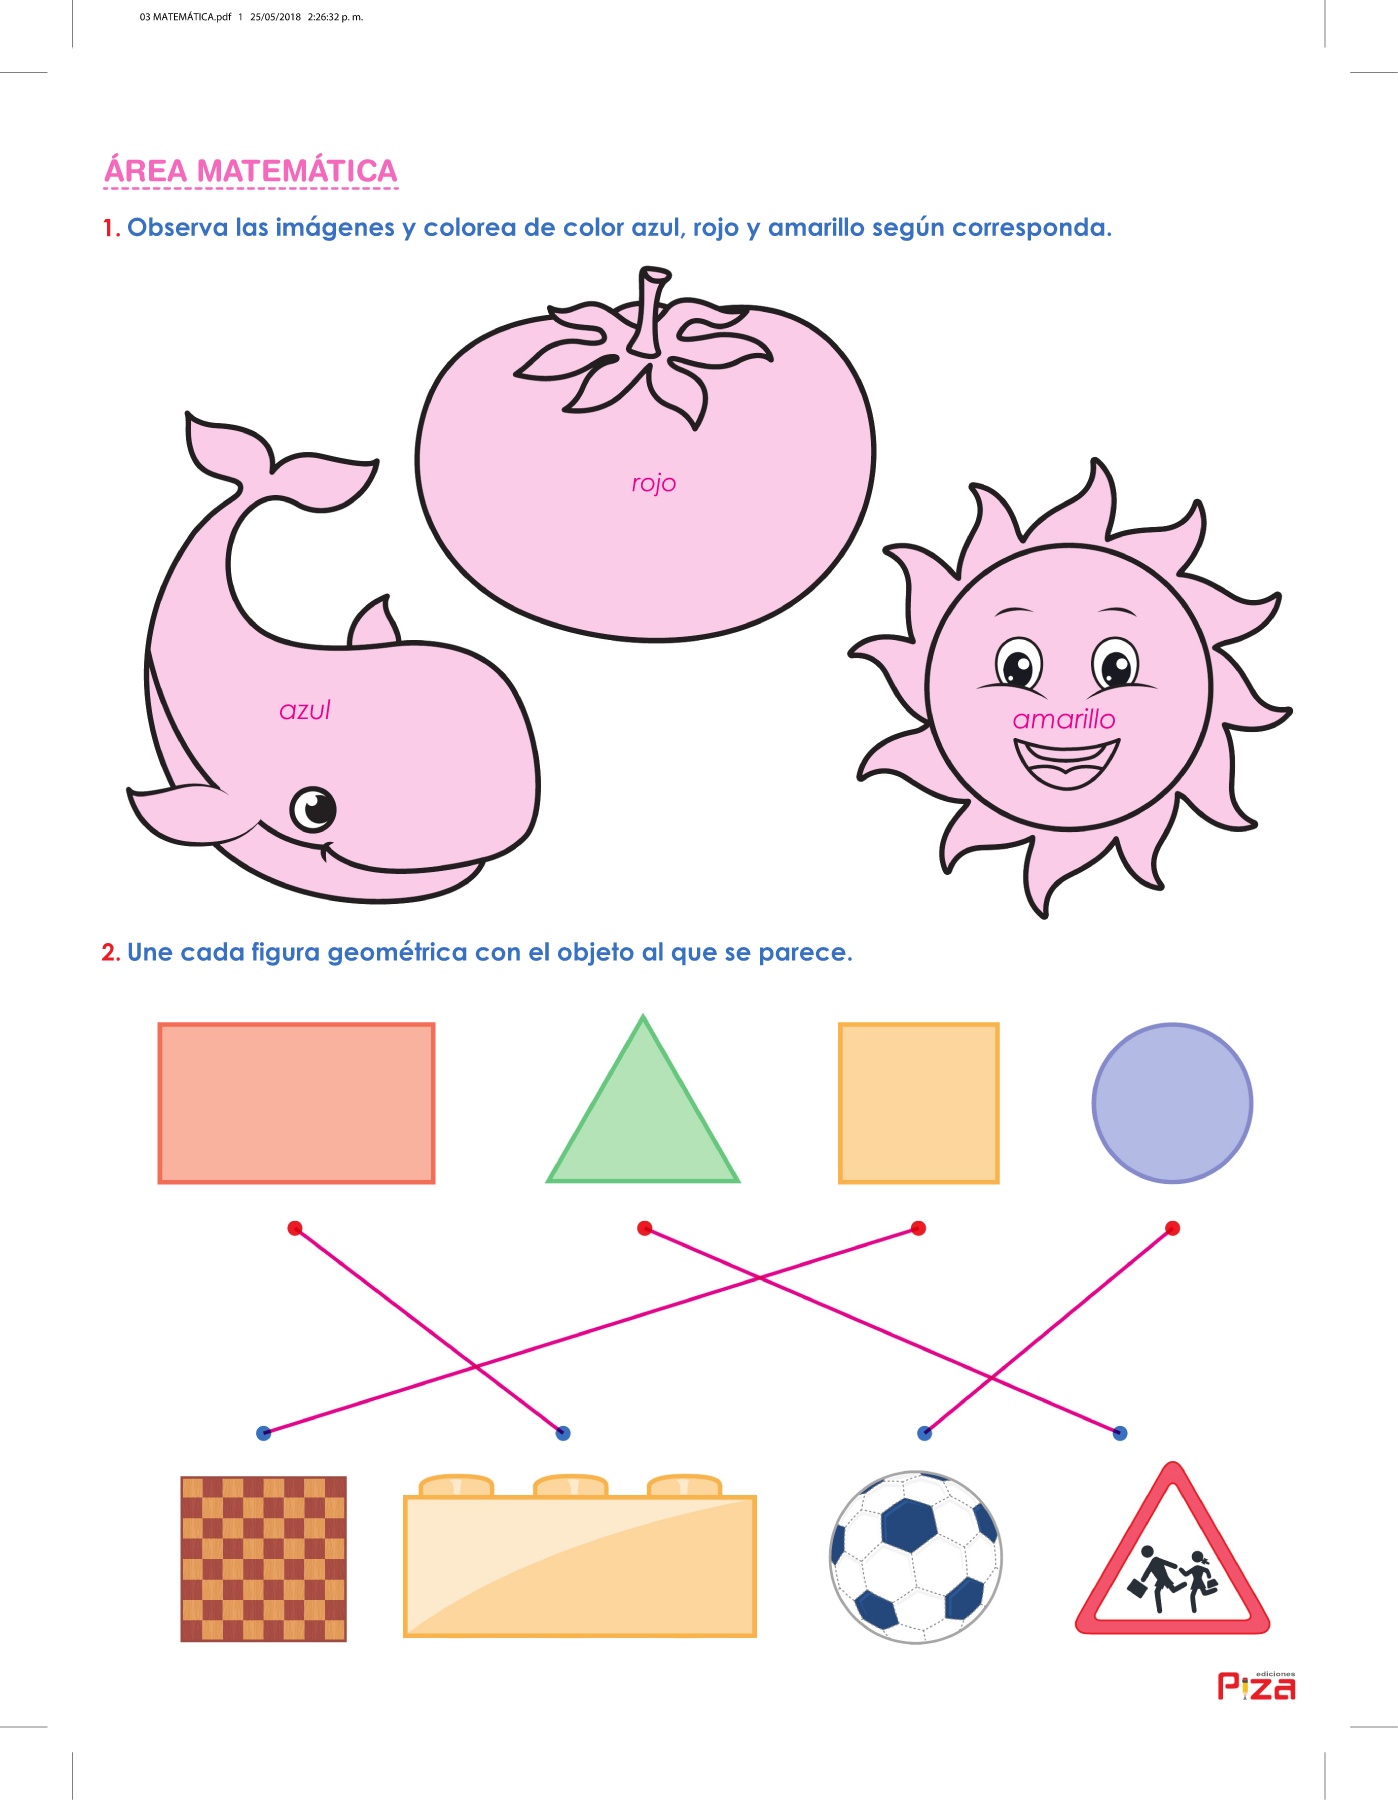 03 MATEMÁTICA.pdf 1 25/05/2018 2:26:32 p. m.
ÁREA MATEMÁTICA
1. Observa las imágenes y colorea de color azul, rojo y amarillo según corresponda.
rojo
azul
amarillo
2. Une cada figura geométrica con el objeto al que se parece.
ediciones
Piza